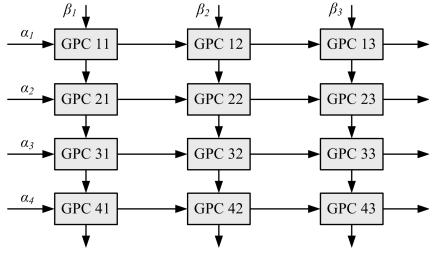 β1 β2 β3
α1 GPC 11 GPC 12 GPC 13
α2 GPC 21 GPC 22 GPC 23
α3 GPC 31 GPC 32 GPC 33
α4 GPC 41 GPC 42 GPC 43